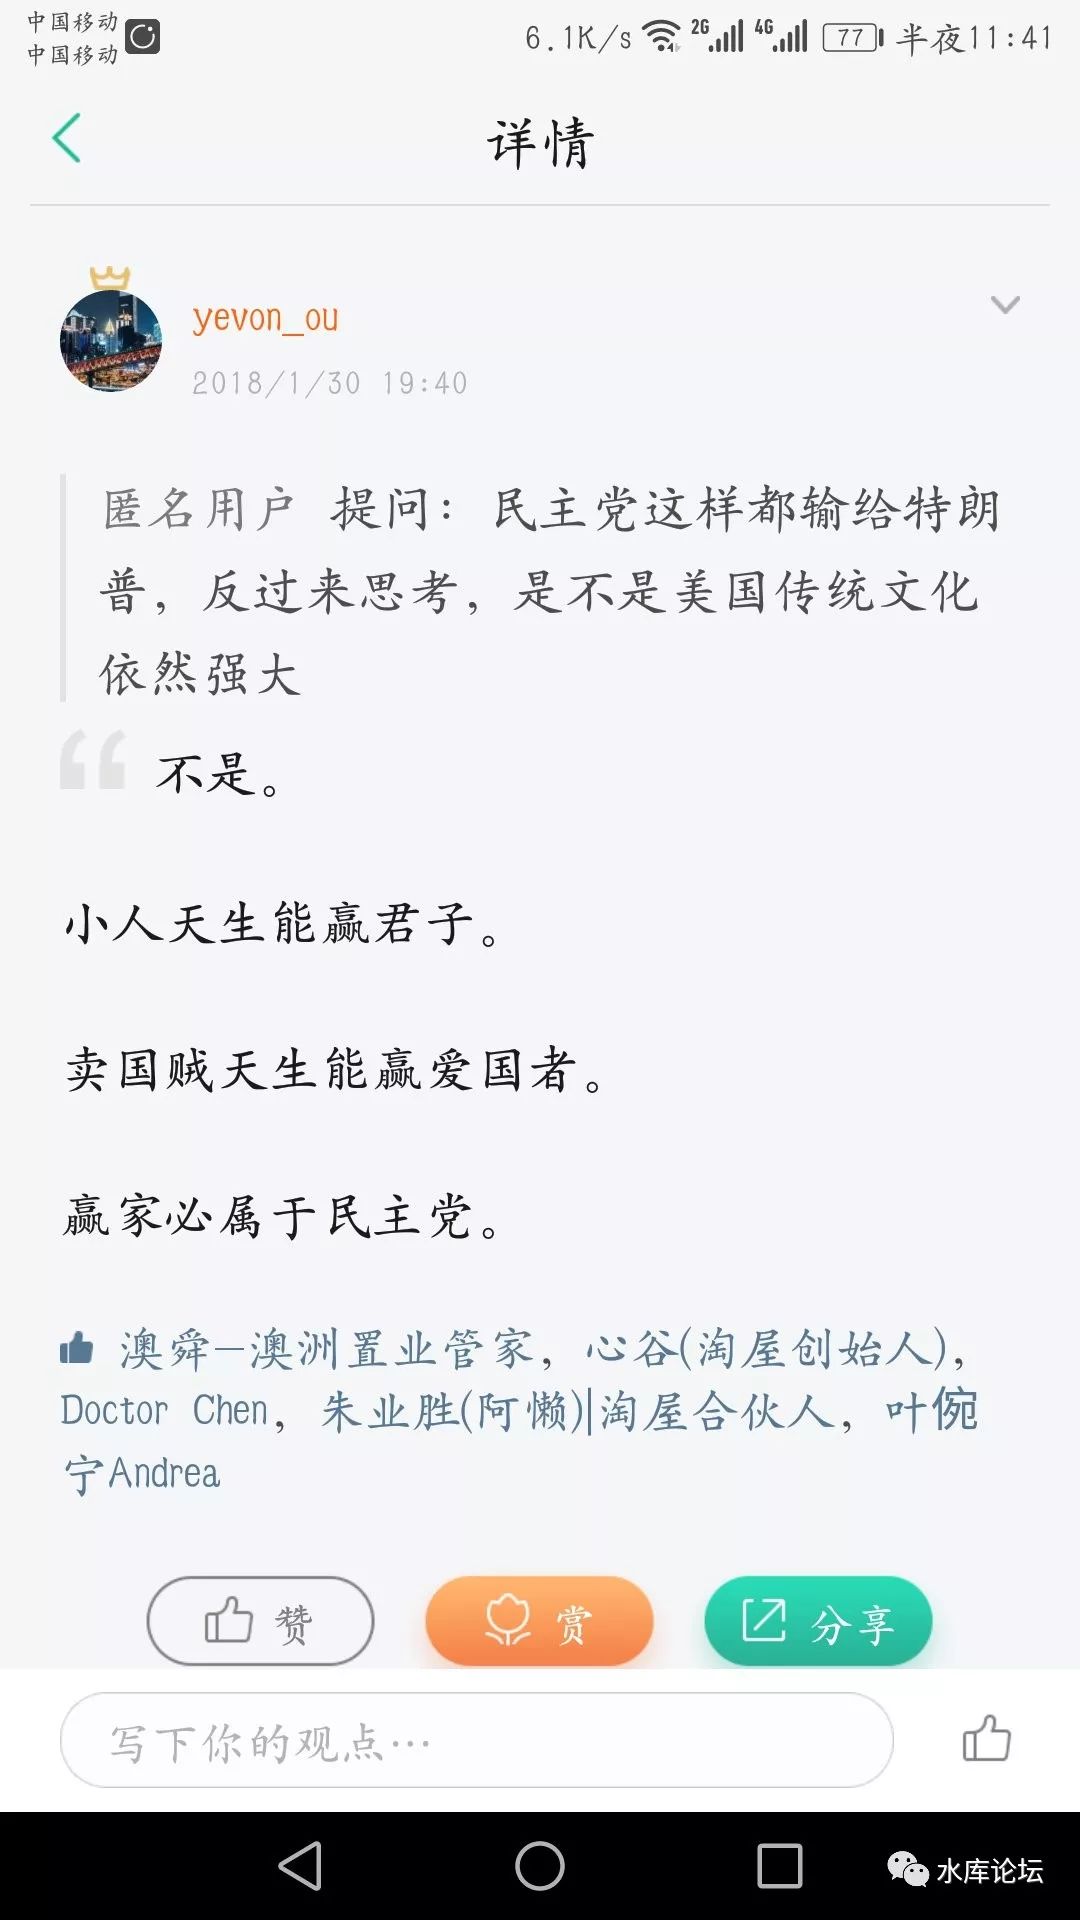 中国移动
中国移动
6.1K/s 2G 4G 77 半夜11:41
详情
yevon_ou
2018/1/30 19:40
匿名用户 提问：民主党这样都输给特朗
普，反过来思考，是不是美国传统文化
依然强大
“ 不是。
小人天生能赢君子。
卖国贼天生能赢爱国者。
赢家必属于民主党。
澳舜—澳洲置业管家，心谷(淘屋创始人)，
Doctor Chen，朱业胜(阿懒)|淘屋合伙人，叶倇
宁Andrea
赞 赏 分享
写下你的观点…
水库论坛